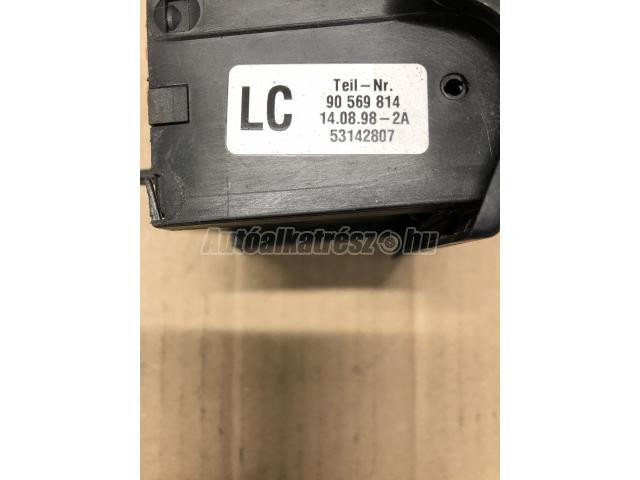 LC
Teil-Nr.
90 569 814
14.08.98-2A
53142807
Autóalkatrész.hu